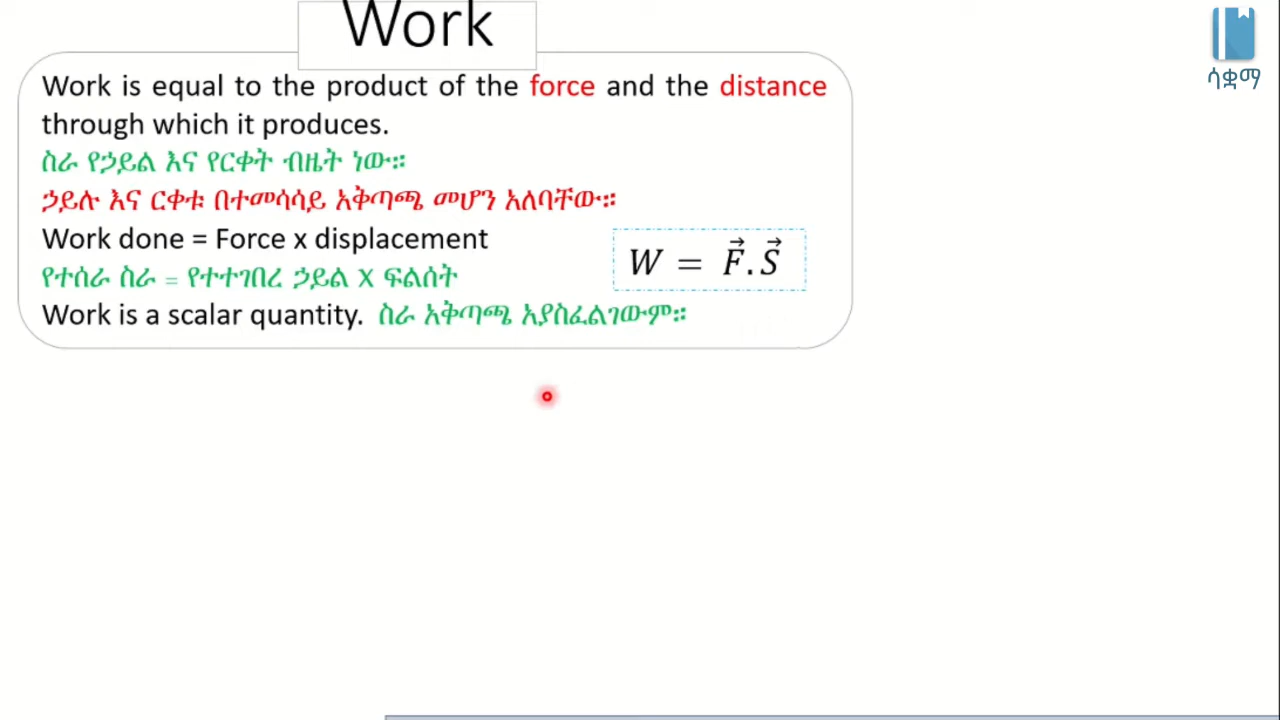 Work
Work is equal to the product of the force and the distance
through which it produces.
ስራ የኃይል እና የርቀት ብዜት ነው።
ኃይሉ እና ርቀቱ በተመሳሳይ አቅጣጫ መሆን አለባቸው።
Work done = Force x displacement
W = F⃗.S⃗
የተሰራ ስራ = የተተገበረ ኃይል X ፍልሰት
Work is a scalar quantity. ስራ አቅጣጫ አያስፈልገውም።
ሳቋማ